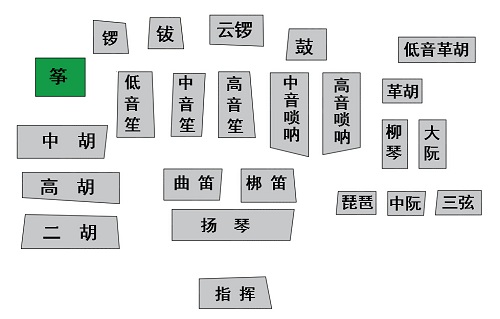 锣
钹
云锣
鼓
低音革胡
筝
低音笙
中音笙
高音笙
中音唢呐
高音唢呐
革胡
中 胡
柳琴
大阮
高 胡
曲 笛
梆 笛
琵琶
中阮
三弦
二 胡
扬 琴
指 挥